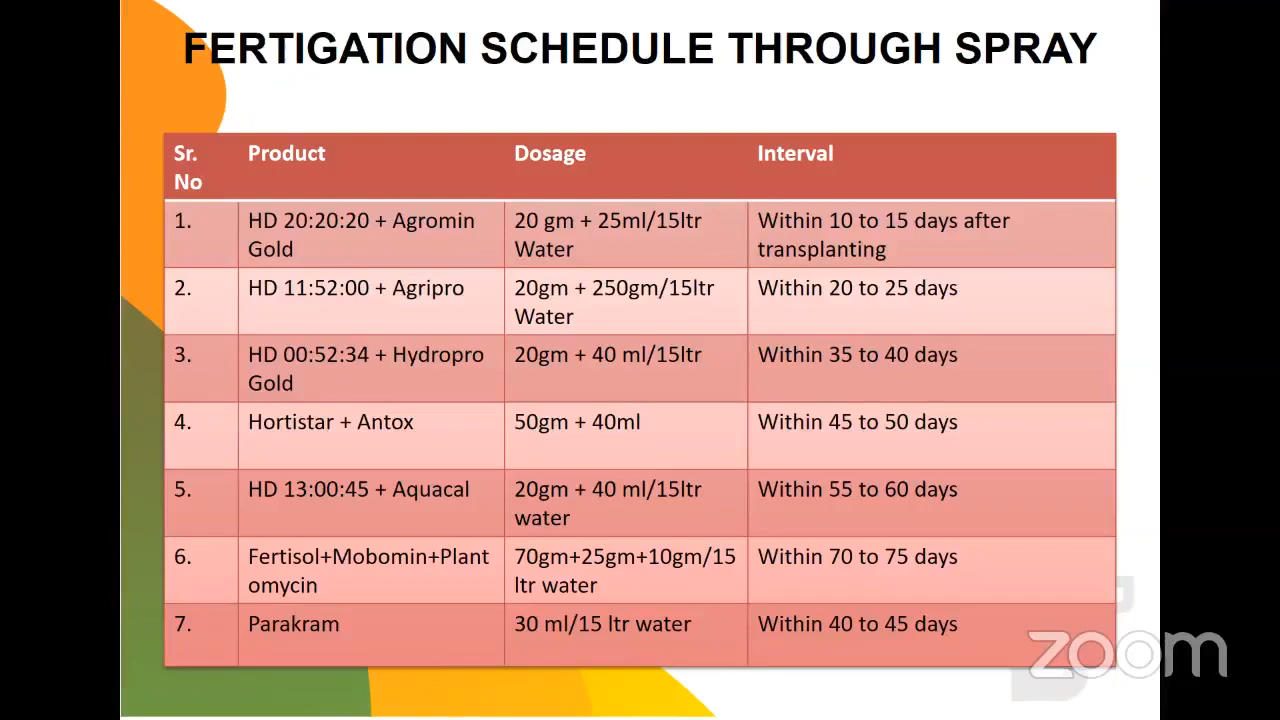 FERTIGATION SCHEDULE THROUGH SPRAY
Sr. No Product Dosage Interval
1. HD 20:20:20 + Agromin Gold 20 gm + 25ml/15ltr Water Within 10 to 15 days after transplanting
2. HD 11:52:00 + Agripro 20gm + 250gm/15ltr Water Within 20 to 25 days
3. HD 00:52:34 + Hydropro Gold 20gm + 40 ml/15ltr Within 35 to 40 days
4. Hortistar + Antox 50gm + 40ml Within 45 to 50 days
5. HD 13:00:45 + Aquacal 20gm + 40 ml/15ltr water Within 55 to 60 days
6. Fertisol+Mobomin+Plantomycin 70gm+25gm+10gm/15 ltr water Within 70 to 75 days
7. Parakram 30 ml/15 ltr water Within 40 to 45 days
zoom